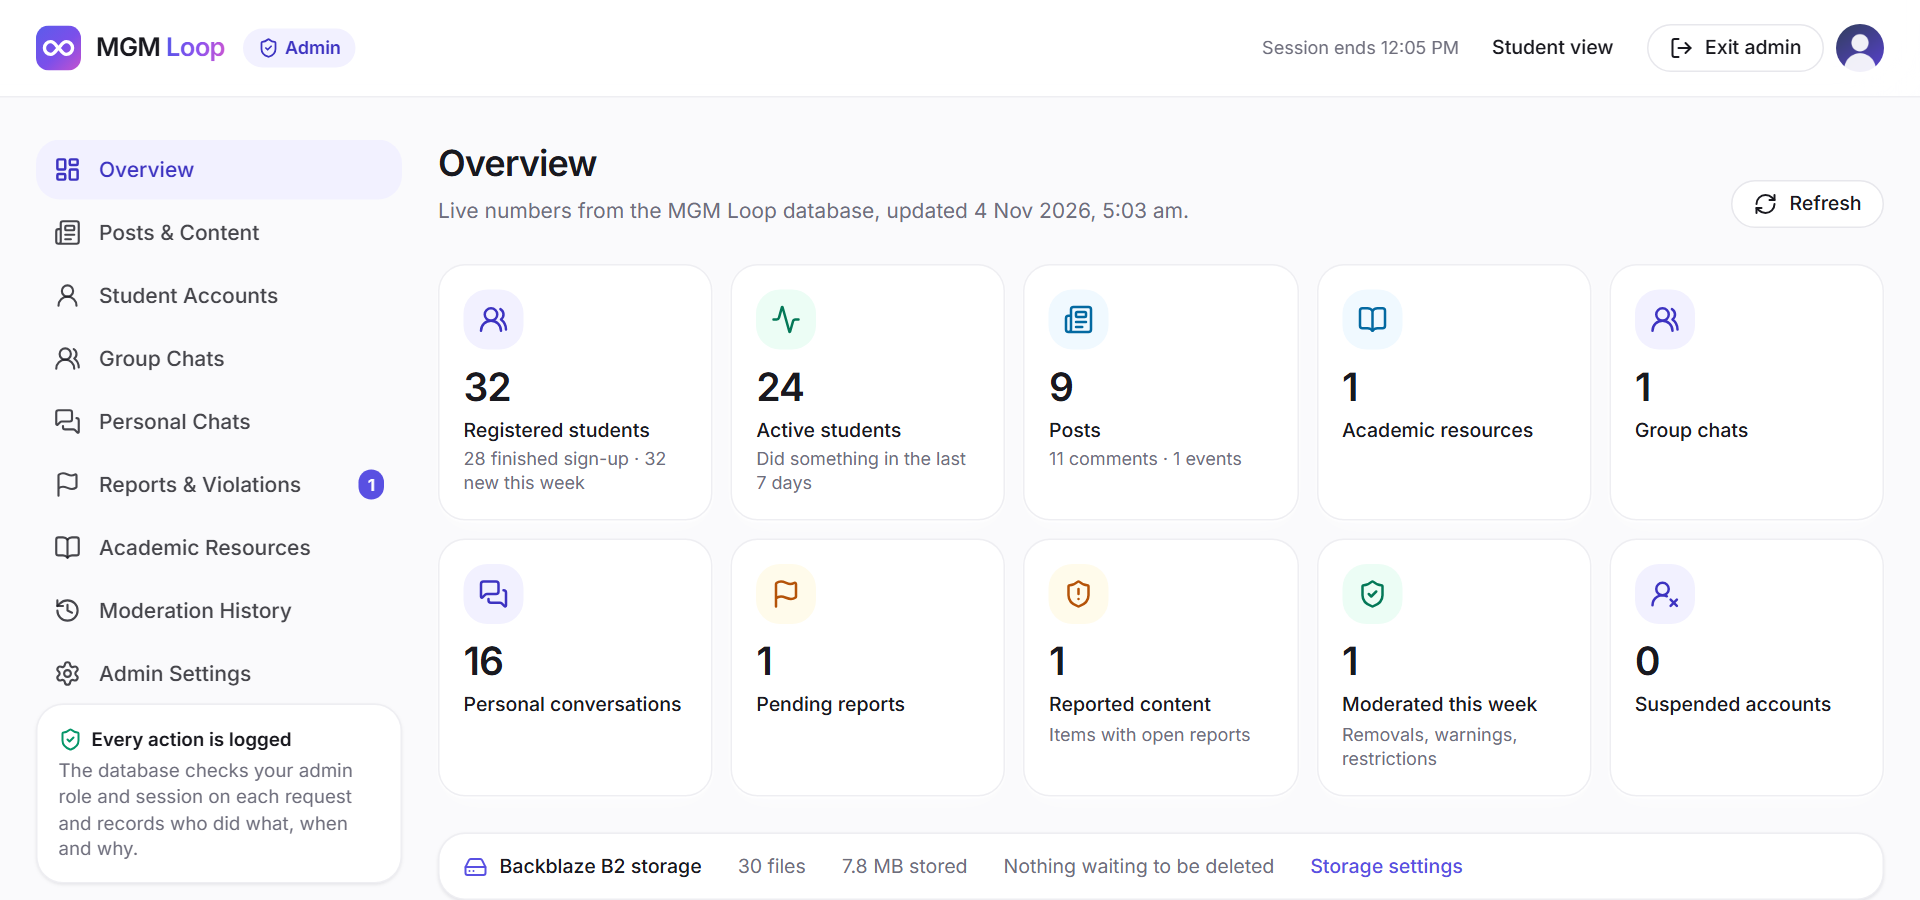 MGM Loop
Admin
Session ends 12:05 PM
Student view
Exit admin
Overview
Posts & Content
Student Accounts
Group Chats
Personal Chats
Reports & Violations
1
Academic Resources
Moderation History
Admin Settings
Every action is logged
The database checks your admin
role and session on each request
and records who did what, when
and why.
Overview
Live numbers from the MGM Loop database, updated 4 Nov 2026, 5:03 am.
Refresh
32
Registered students
28 finished sign-up · 32
new this week
24
Active students
Did something in the last
7 days
9
Posts
11 comments · 1 events
1
Academic resources
1
Group chats
16
Personal conversations
1
Pending reports
1
Reported content
Items with open reports
1
Moderated this week
Removals, warnings,
restrictions
0
Suspended accounts
Backblaze B2 storage
30 files
7.8 MB stored
Nothing waiting to be deleted
Storage settings